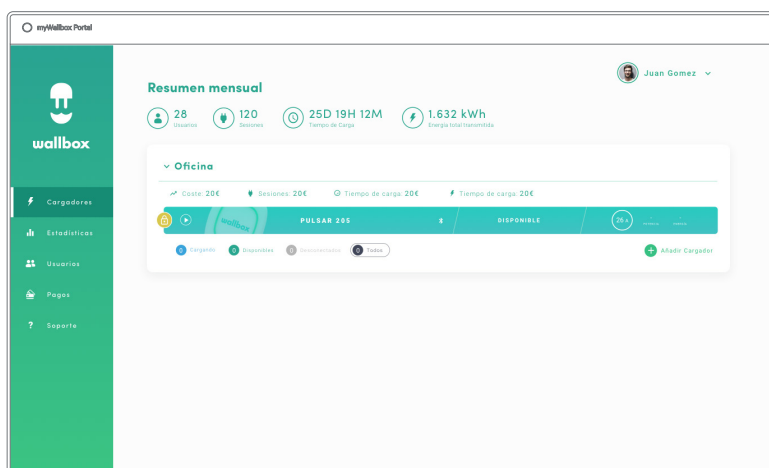 myWallbox Portal
wallbox
Cargadores
Estadísticas
Usuarios
Pagos
Soporte
Juan Gomez
Resumen mensual
28
Usuarios
120
Sesiones
25D 19H 12M
Tiempo de Carga
1.632 kWh
Energía total transmitida
Oficina
Coste: 20€
Sesiones: 20€
Tiempo de carga: 20€
Tiempo de carga: 20€
wallbox
PULSAR 205
DISPONIBLE
26 A
0 Cargando
0 Disponibles
0 Desconectados
0 Todos
Añadir Cargador